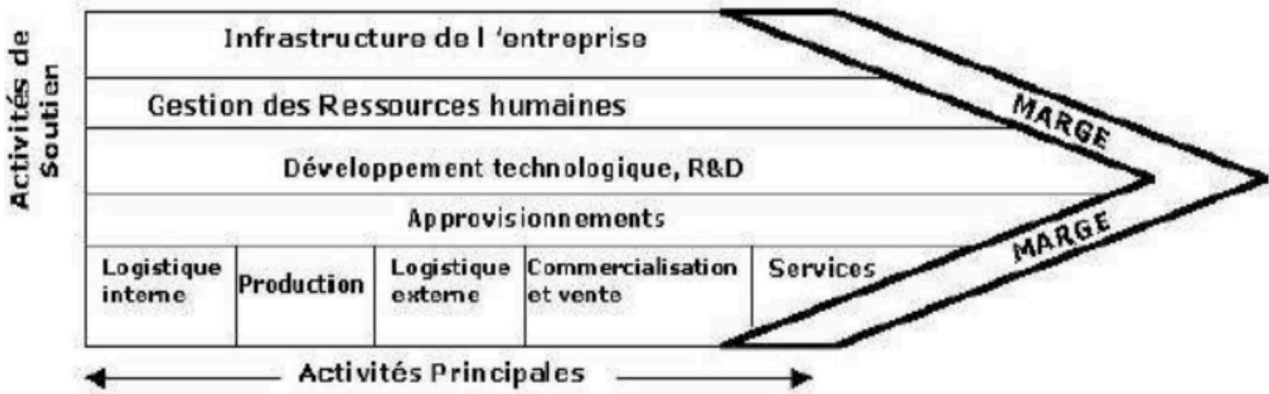 Activités de
Soutien
Infrastructure de l 'entreprise
Gestion des Ressources humaines
Développement technologique, R&D
Approvisionnements
MARGE
MARGE
Logistique
interne
Production
Logistique
externe
Commercialisation
et vente
Services
Activités Principales